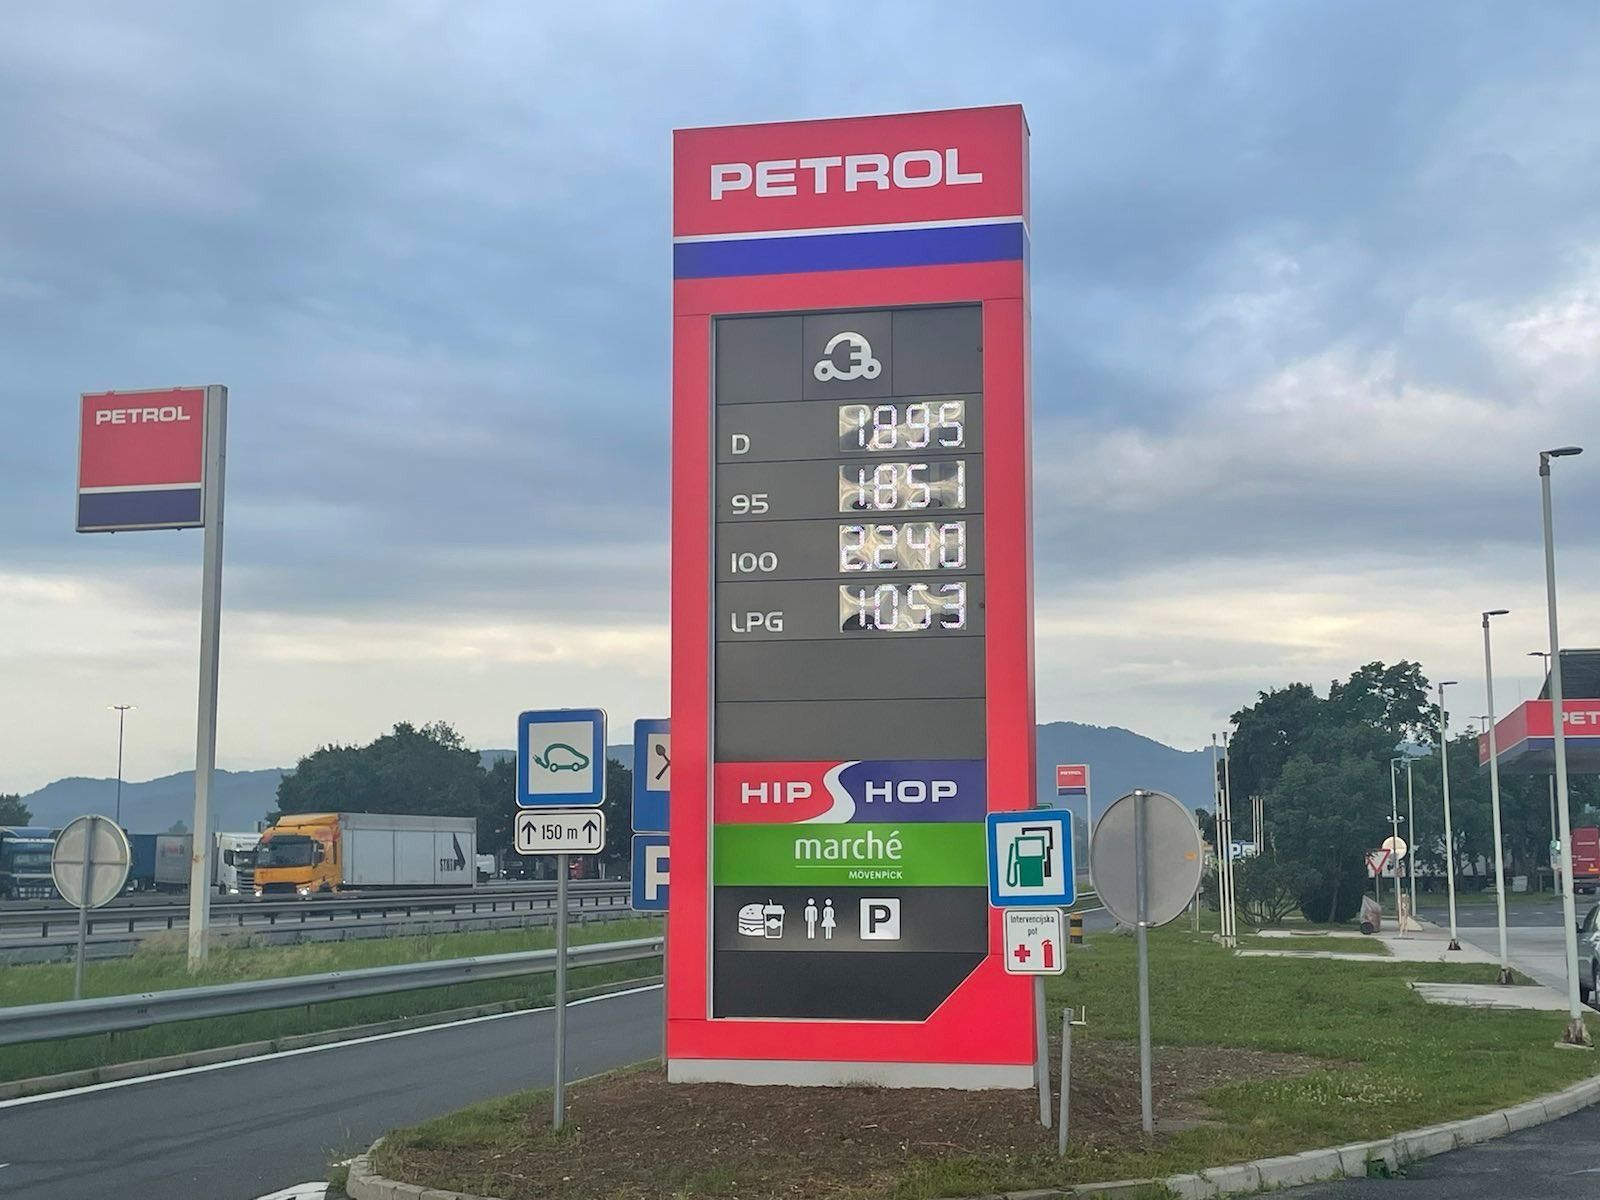 PETROL
PETROL
D 1.895
95 1.851
100 2.240
LPG 1.053
HIP SHOP
marché
MÖVENPICK
P
150 m
P
Intervencijska
pot
PETROL
PET
P